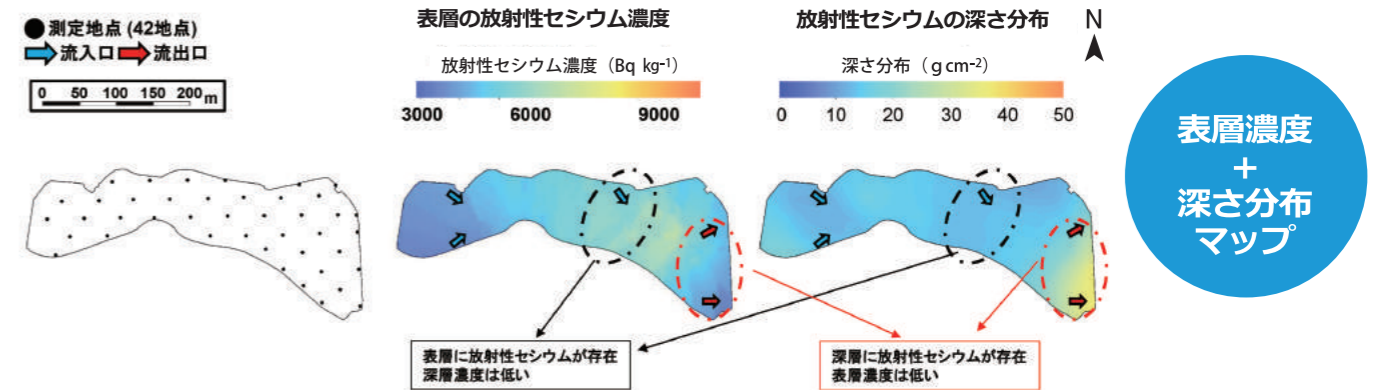 ●測定地点 (42地点)
流入口 流出口
0 50 100 150 200 m
表層の放射性セシウム濃度
放射性セシウム濃度（Bq kg-1）
3000 6000 9000
放射性セシウムの深さ分布
深さ分布（g cm-2）
0 10 20 30 40 50
N
表層に放射性セシウムが存在
深層濃度は低い
深層に放射性セシウムが存在
表層濃度は低い
表層濃度
+
深さ分布
マップ